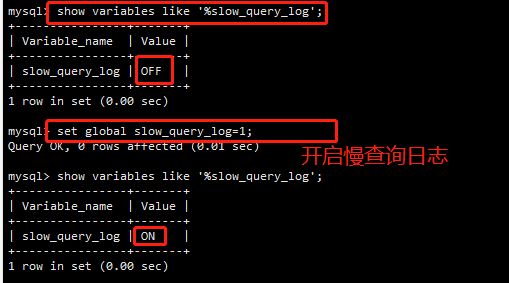 mysql> show variables like '%slow_query_log';
+----------------+-------+
| Variable_name | Value |
+----------------+-------+
| slow_query_log | OFF |
+----------------+-------+
1 row in set (0.00 sec)
mysql> set global slow_query_log=1;
Query OK, 0 rows affected (0.01 sec)
开启慢查询日志
mysql> show variables like '%slow_query_log';
+----------------+-------+
| Variable_name | Value |
+----------------+-------+
| slow_query_log | ON |
+----------------+-------+
1 row in set (0.00 sec)